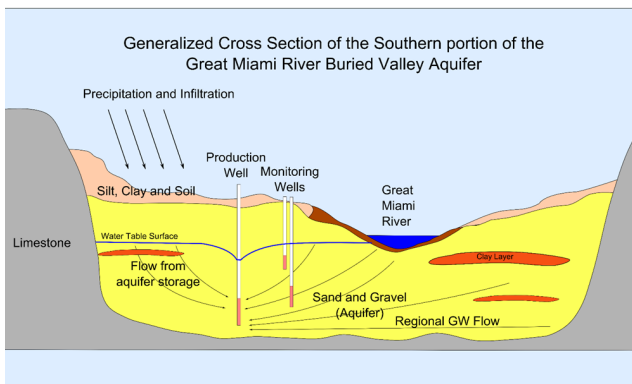 Generalized Cross Section of the Southern portion of the
Great Miami River Buried Valley Aquifer
Precipitation and Infiltration
Production
Well
Monitoring
Wells
Great
Miami
River
Silt, Clay and Soil
Water Table Surface
Limestone
Clay Layer
Flow from
aquifer storage
Sand and Gravel
(Aquifer)
Regional GW Flow